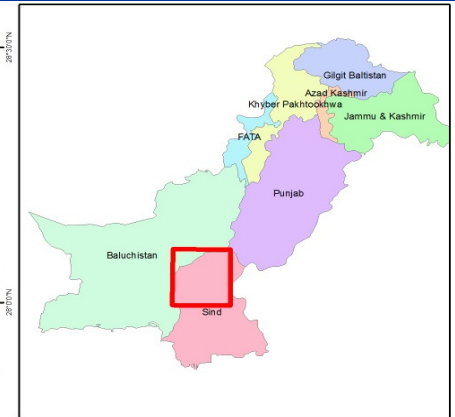 28°30'0"N
Gilgit Baltistan
Azad Kashmir
Khyber Pakhtookhwa
Jammu & Kashmir
FATA
Punjab
Baluchistan
28°0'0"N
Sind